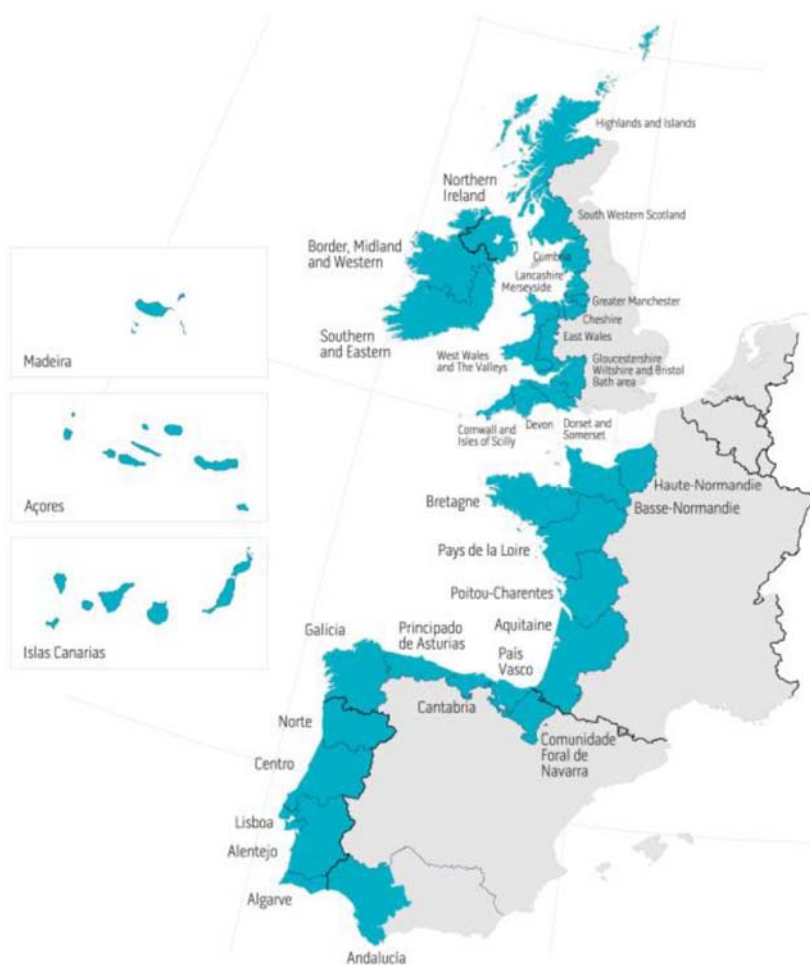 Highlands and Islands
Northern
Ireland
South Western Scotland
Border, Midland
and Western
Cumbria
Lancashire
Merseyside
Greater Manchester
Cheshire
East Wales
Southern
and Eastern
West Wales
and The Valleys
Gloucestershire
Wiltshire and Bristol
Bath area
Cornwall and
Isles of Scilly
Devon
Dorset and
Somerset
Madeira
Açores
Islas Canarias
Haute-Normandie
Basse-Normandie
Bretagne
Pays de la Loire
Poitou-Charentes
Aquitaine
País
Vasco
Galicia
Principado
de Asturias
Cantabria
Comunidade
Foral de
Navarra
Norte
Centro
Lisboa
Alentejo
Algarve
Andalucía